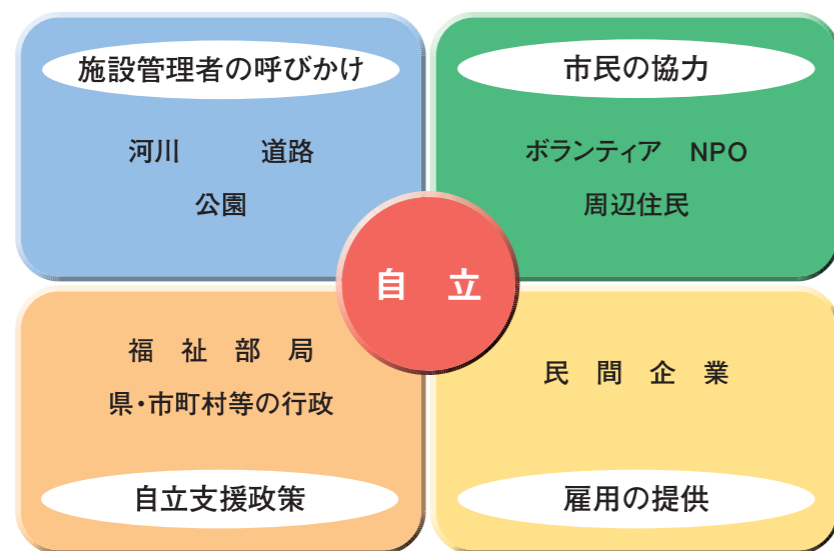 施設管理者の呼びかけ
河川　道路
公園
市民の協力
ボランティア NPO
周辺住民
自 立
福 祉 部 局
県・市町村等の行政
自立支援政策
民 間 企 業
雇用の提供